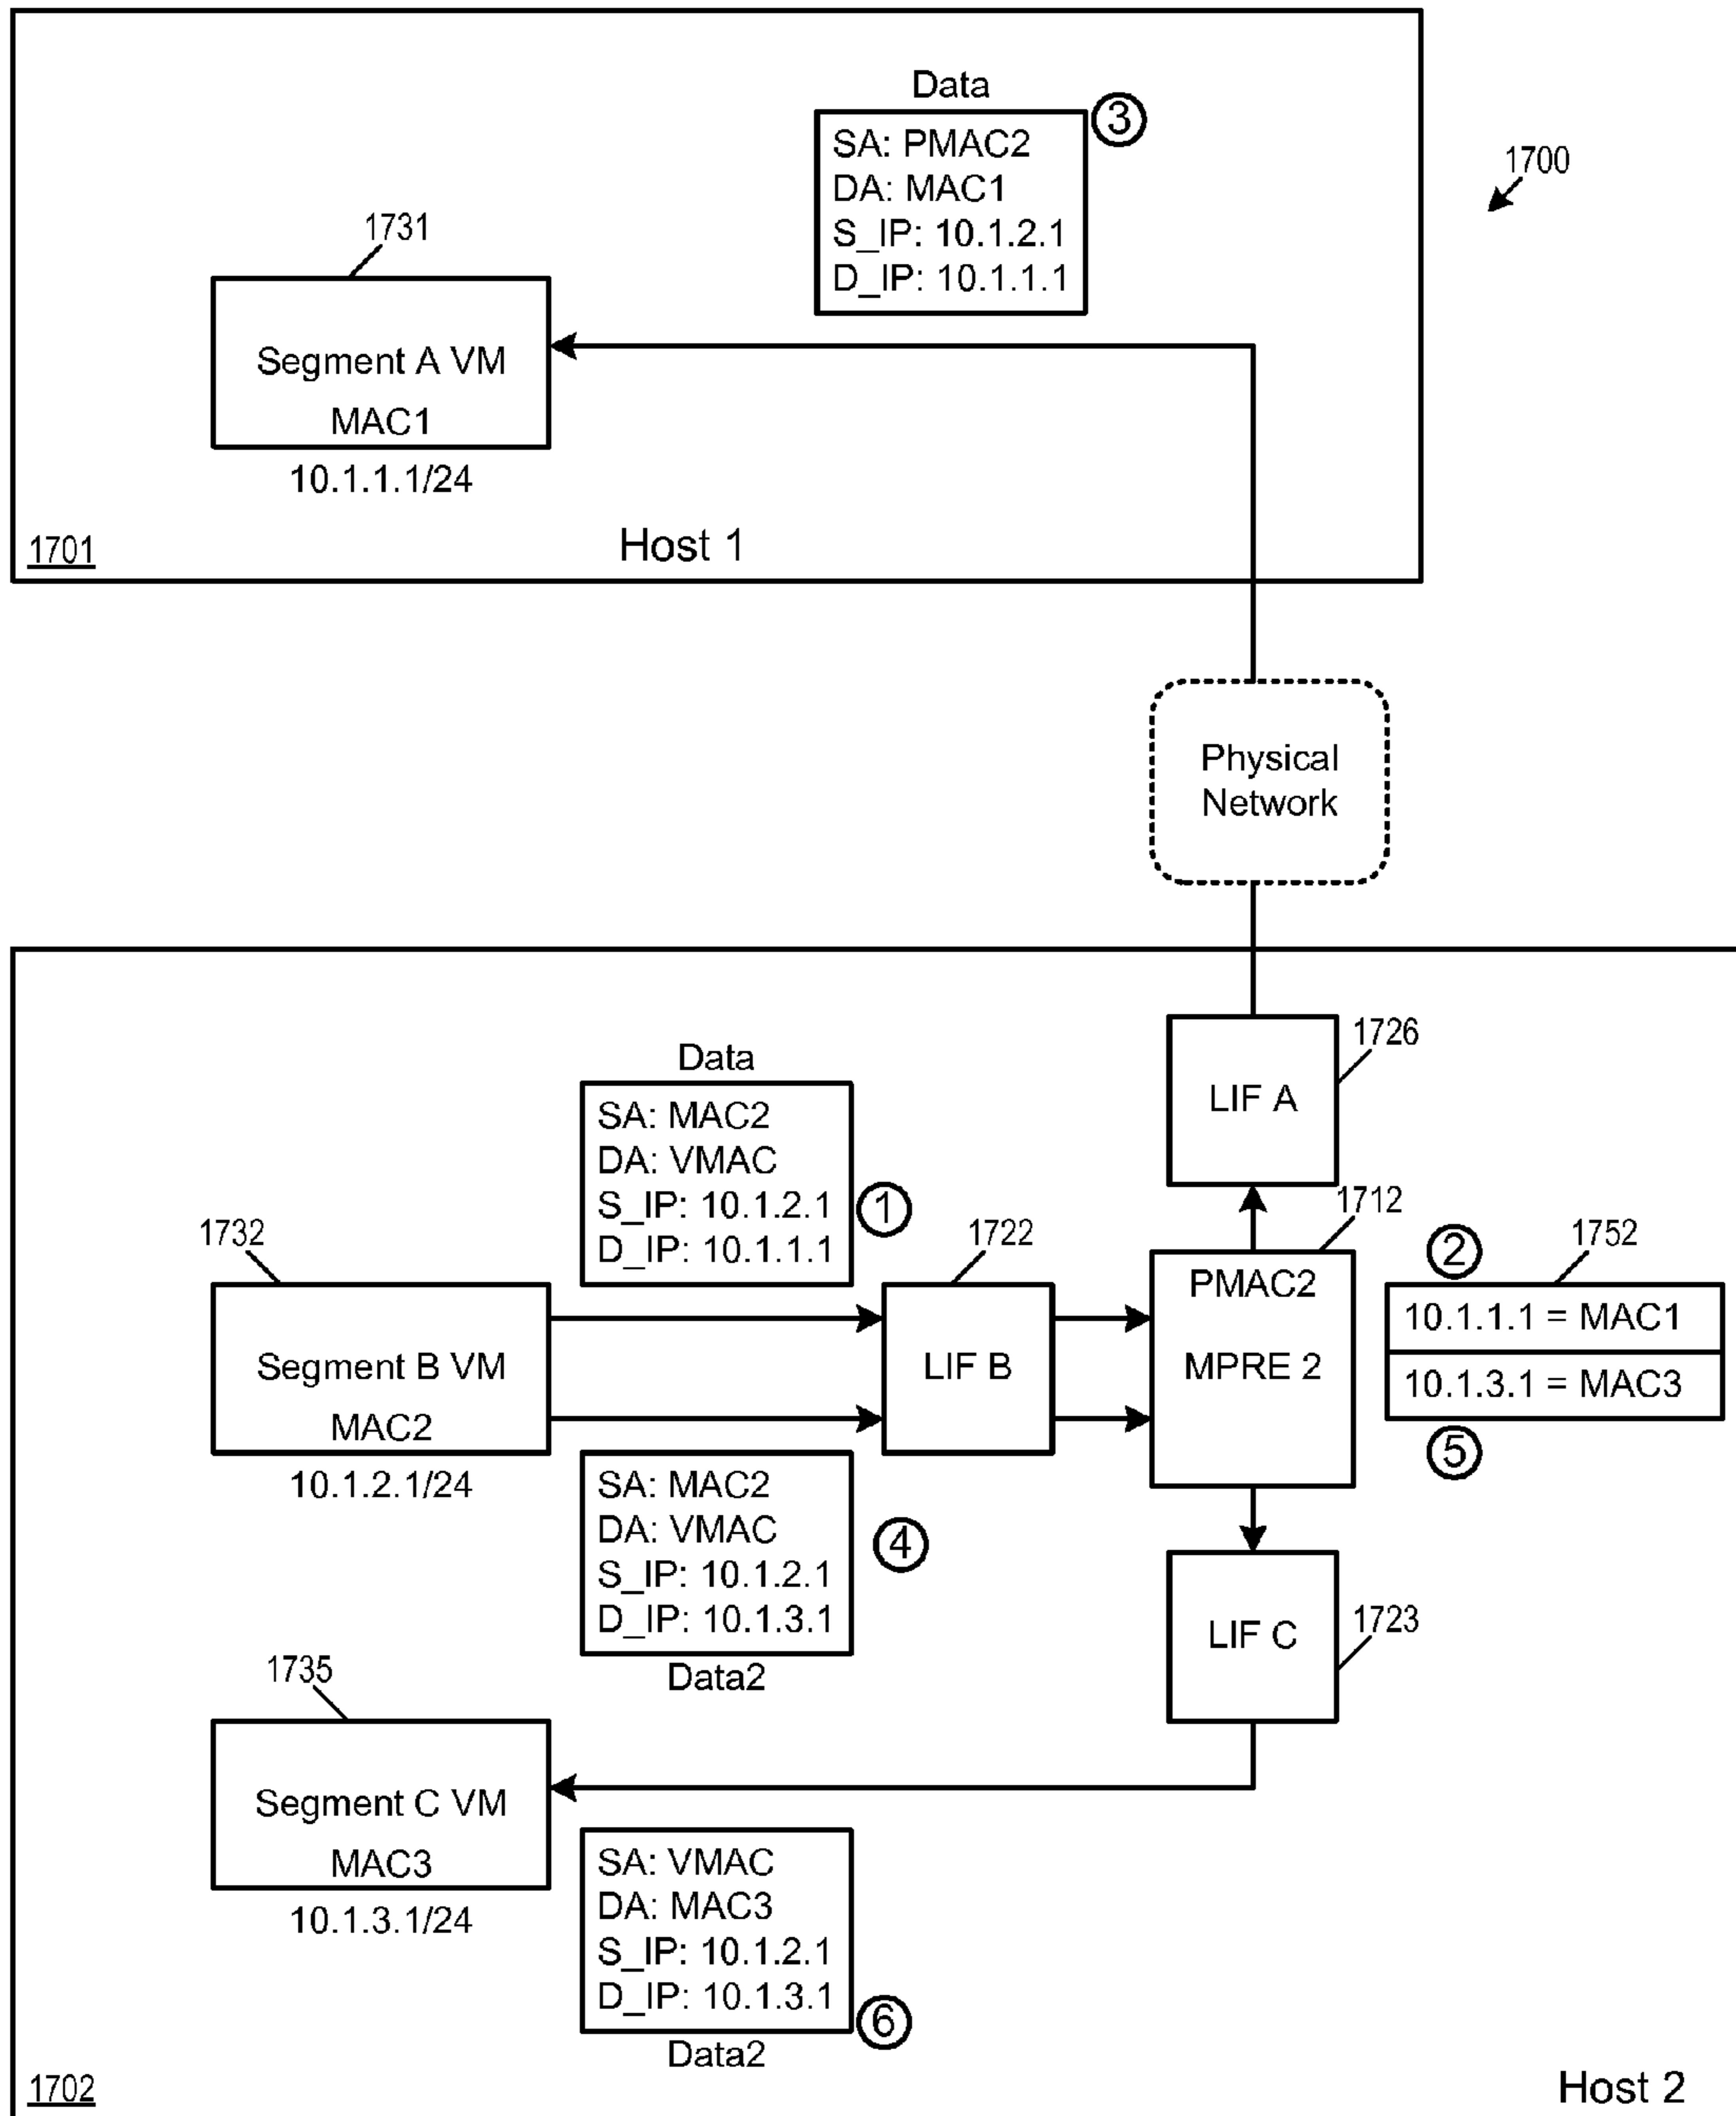 Data
3
SA: PMAC2
DA: MAC1
S_IP: 10.1.2.1
D_IP: 10.1.1.1
1700
1731
Segment A VM
MAC1
10.1.1.1/24
1701
Host 1
Physical
Network
1726
LIF A
Data
SA: MAC2
DA: VMAC
S_IP: 10.1.2.1
D_IP: 10.1.1.1
1
1732
Segment B VM
MAC2
10.1.2.1/24
1722
LIF B
1712
PMAC2
MPRE 2
2
1752
10.1.1.1 = MAC1
10.1.3.1 = MAC3
5
SA: MAC2
DA: VMAC
S_IP: 10.1.2.1
D_IP: 10.1.3.1
Data2
4
1723
LIF C
1735
Segment C VM
MAC3
10.1.3.1/24
SA: VMAC
DA: MAC3
S_IP: 10.1.2.1
D_IP: 10.1.3.1
Data2
6
1702
Host 2